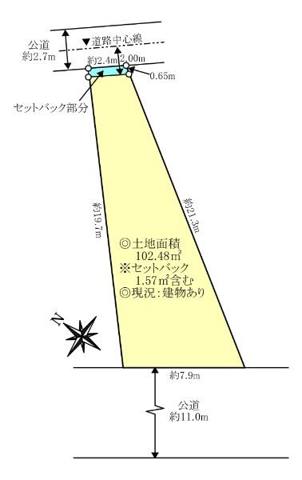 公道
約2.7m
▼道路中心線
約2.4m
2.00m
0.65m
セットバック部分
約19.7m
約21.3m
◎土地面積
102.48㎡
※セットバック
1.57㎡含む
◎現況:建物あり
N
約7.9m
公道
約11.0m